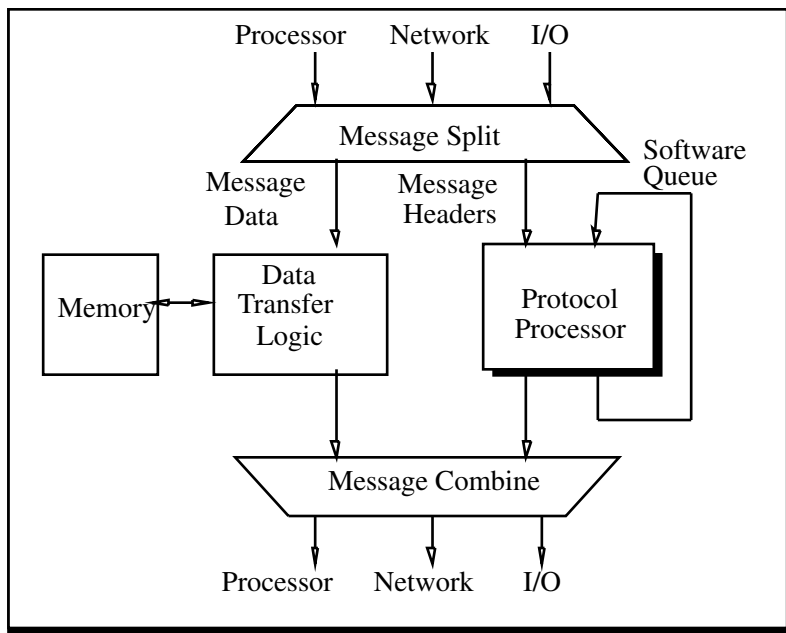 Processor Network I/O
Message Split
Software
Queue
Message
Data
Message
Headers
Memory
Data
Transfer
Logic
Protocol
Processor
Message Combine
Processor Network I/O